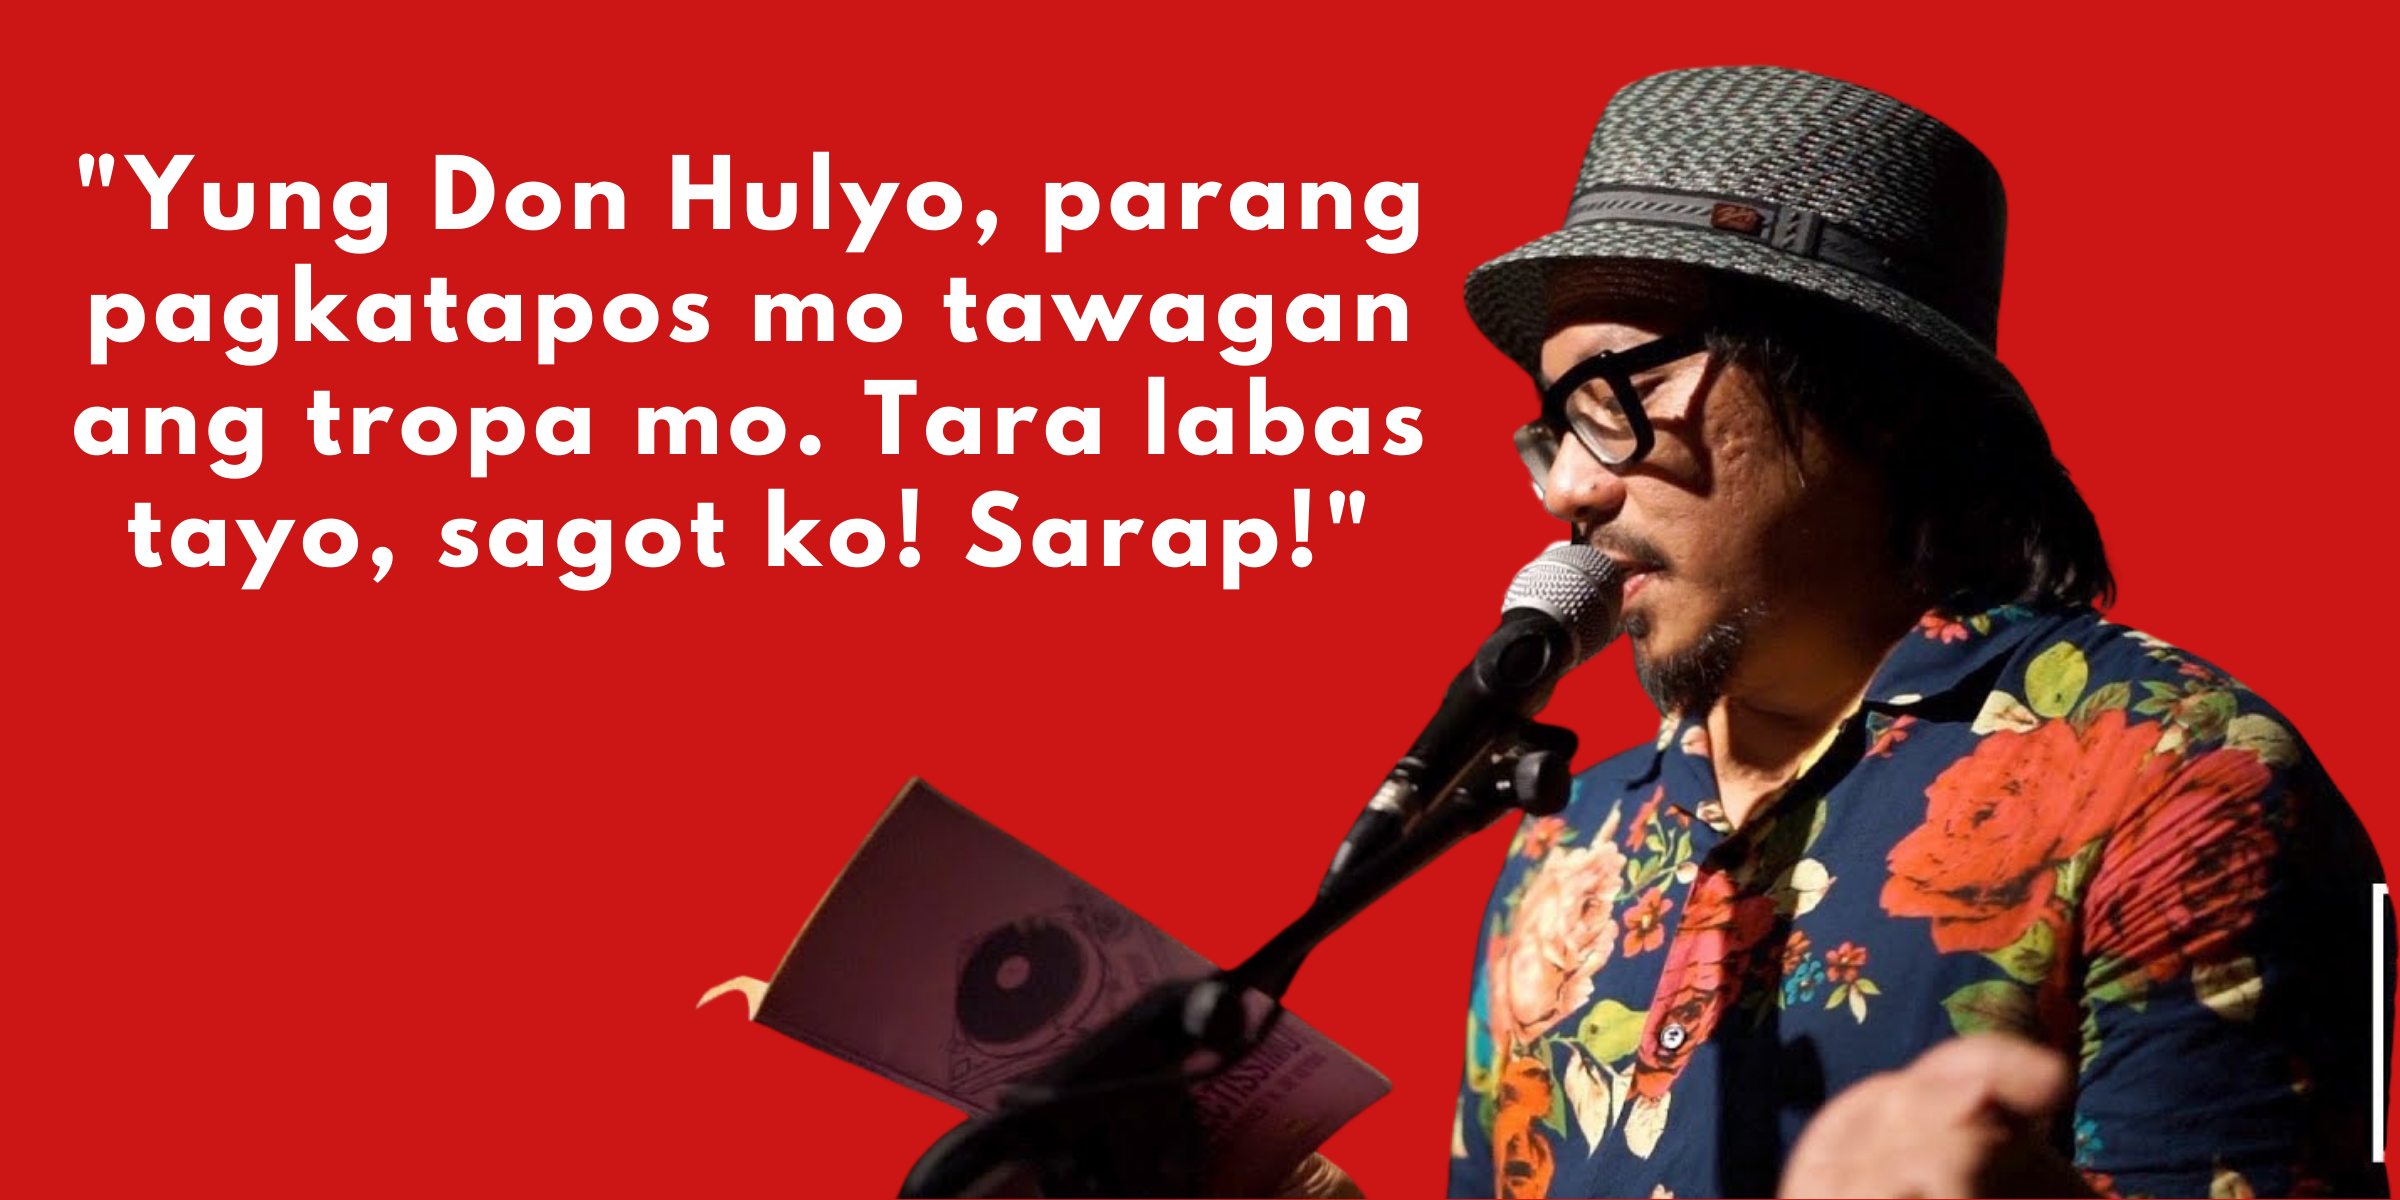 "Yung Don Hulyo, parang
pagkatapos mo tawagan
ang tropa mo. Tara labas
tayo, sagot ko! Sarap!"